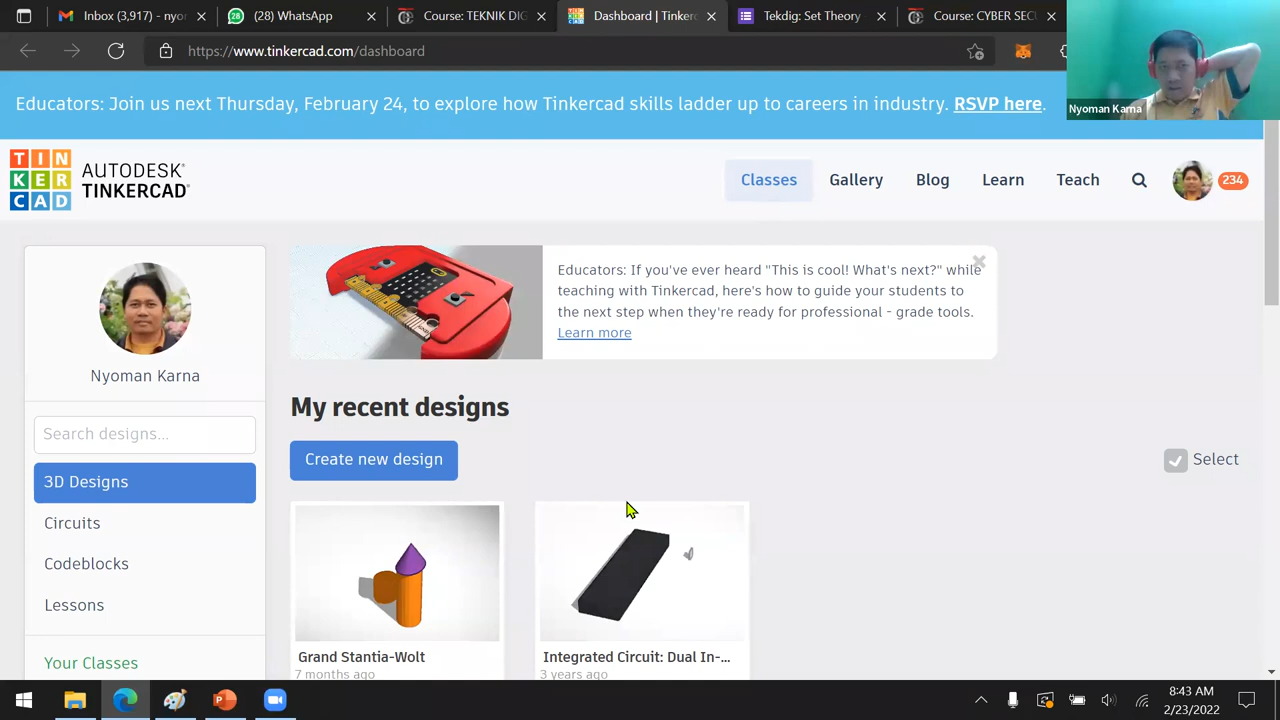 Inbox (3,917) - nyo
(28) WhatsApp
Course: TEKNIK DIG
Dashboard | Tinker
Tekdig: Set Theory
Course: CYBER SEC
https://www.tinkercad.com/dashboard
Nyoman Karna
Educators: Join us next Thursday, February 24, to explore how Tinkercad skills ladder up to careers in industry. RSVP here.
TIN
KER
CAD
AUTODESK®
TINKERCAD®
Classes
Gallery
Blog
Learn
Teach
234
Nyoman Karna
Search designs...
3D Designs
Circuits
Codeblocks
Lessons
Your Classes
Educators: If you've ever heard "This is cool! What's next?" while
teaching with Tinkercad, here's how to guide your students to
the next step when they're ready for professional - grade tools.
Learn more
My recent designs
Create new design
Select
Grand Stantia-Wolt
7 months ago
Integrated Circuit: Dual In-...
3 years ago
8:43 AM
2/23/2022